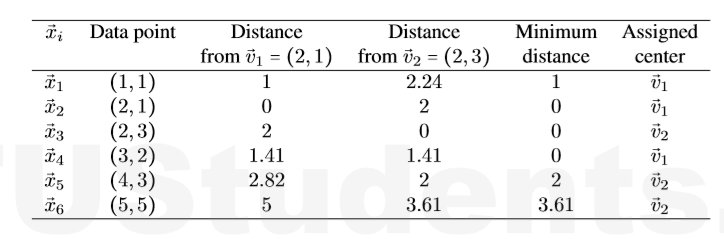 x⃗ᵢ Data point Distance Distance Minimum Assigned
from v⃗₁ = (2, 1) from v⃗₂ = (2, 3) distance center
x⃗₁ (1, 1) 1 2.24 1 v⃗₁
x⃗₂ (2, 1) 0 2 0 v⃗₁
x⃗₃ (2, 3) 2 0 0 v⃗₂
x⃗₄ (3, 2) 1.41 1.41 0 v⃗₁
x⃗₅ (4, 3) 2.82 2 2 v⃗₂
x⃗₆ (5, 5) 5 3.61 3.61 v⃗₂
TUStudents.